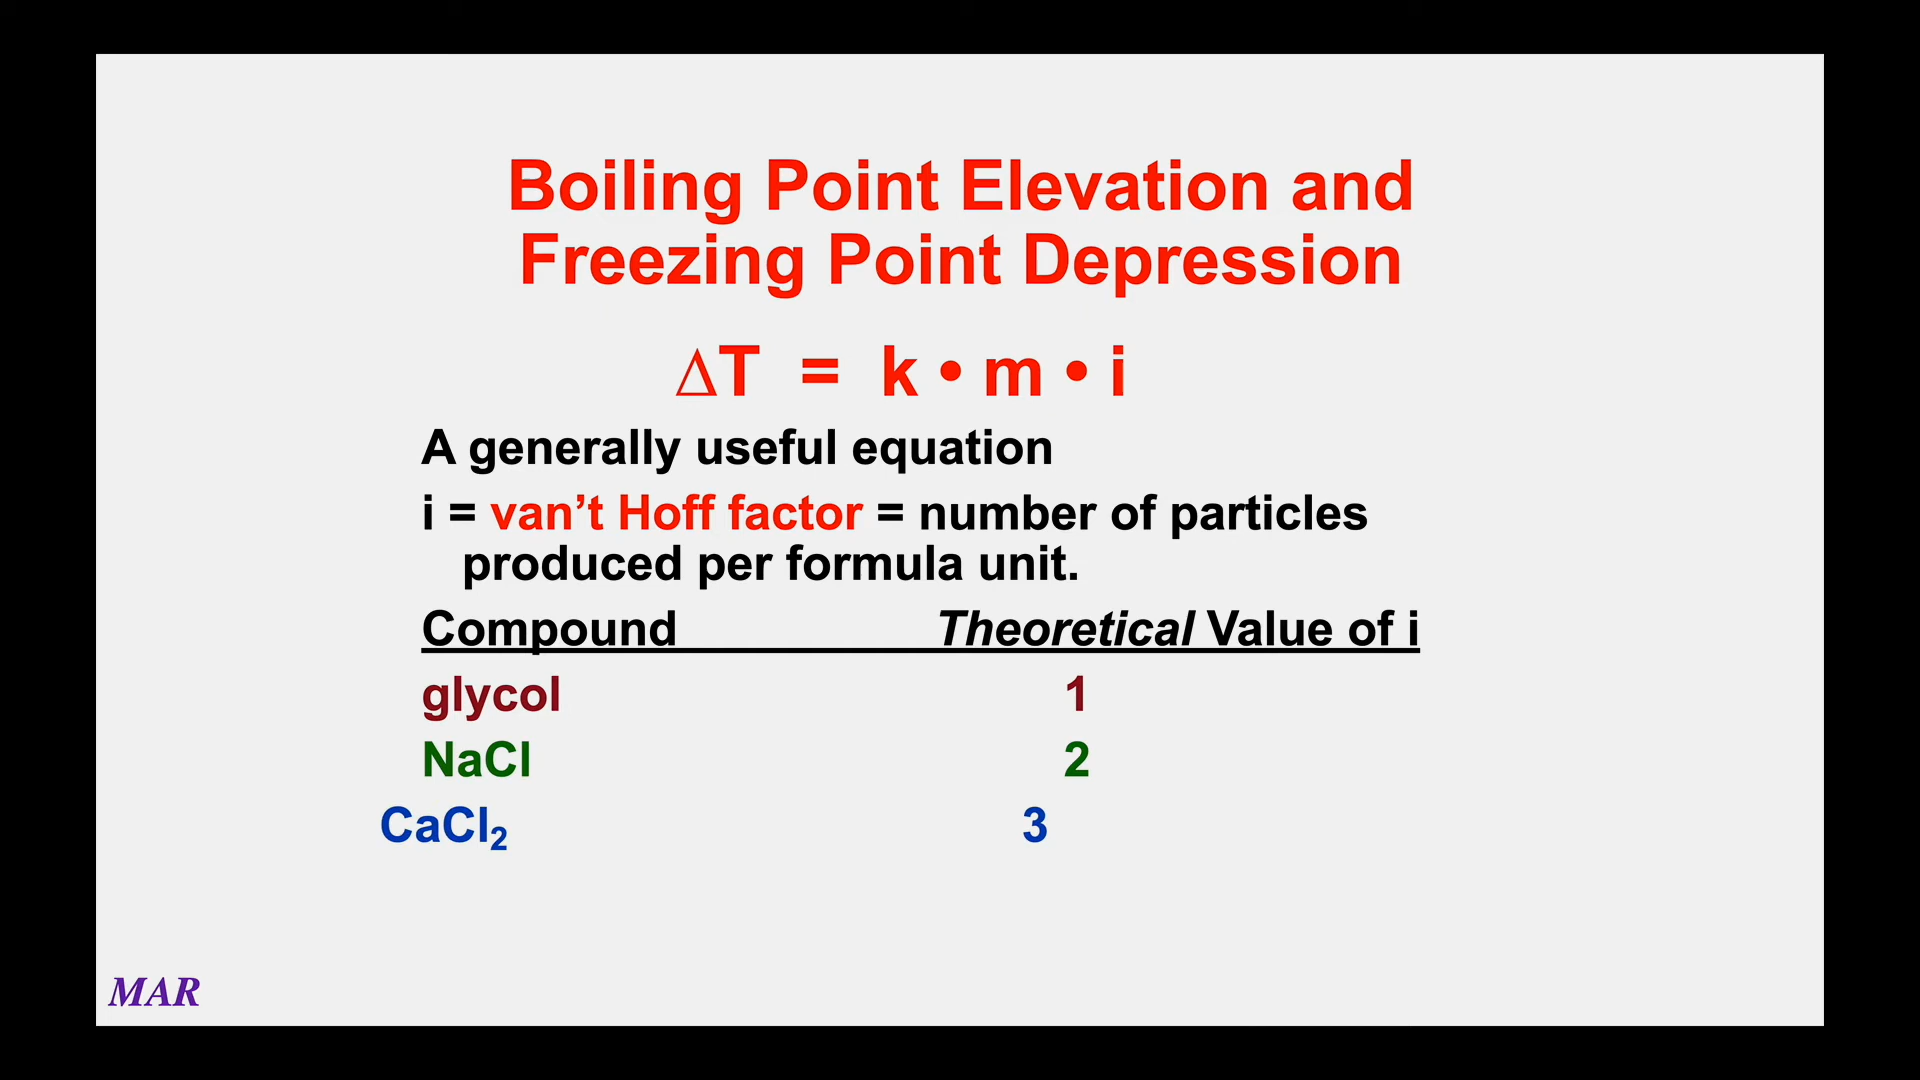 Boiling Point Elevation and
Freezing Point Depression
∆T = k • m • i
A generally useful equation
i = van’t Hoff factor = number of particles
produced per formula unit.
Compound Theoretical Value of i
glycol 1
NaCl 2
CaCl₂ 3
MAR